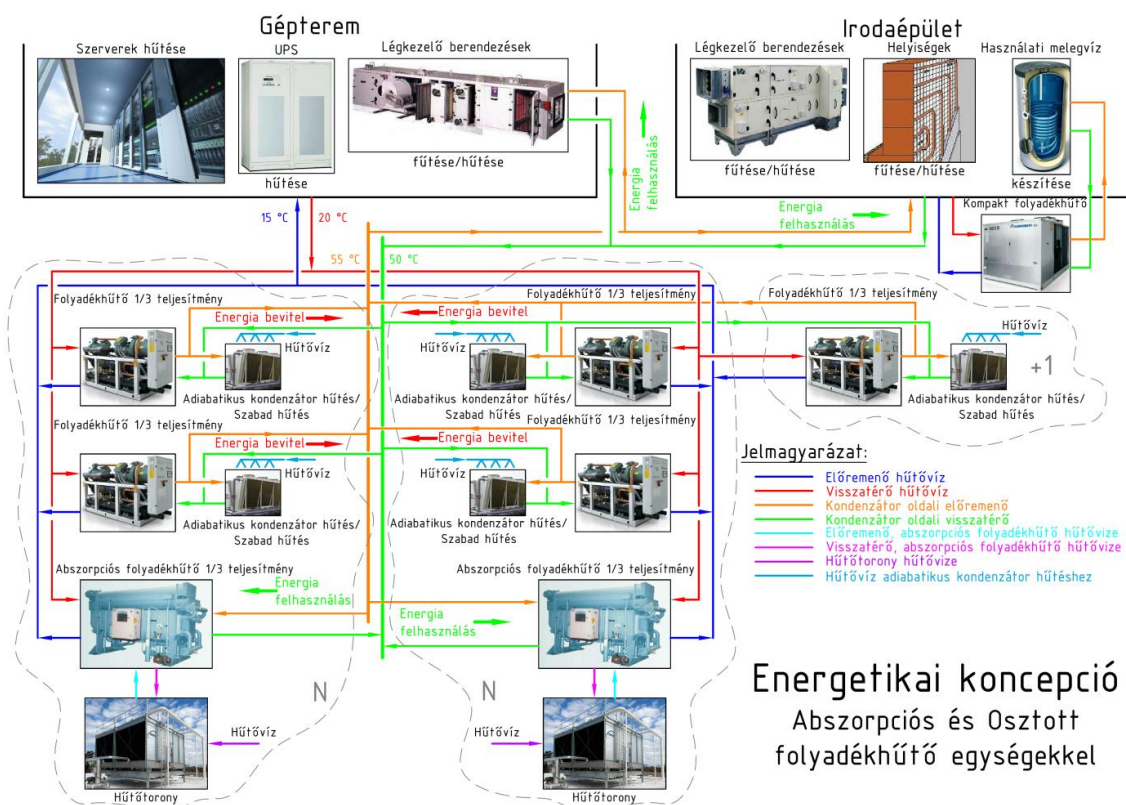 Gépterem
Irodaépület
Szerverek hűtése
UPS
Légkezelő berendezések
Légkezelő berendezések
Helyiségek
Használati melegvíz
hűtése
fűtése/hűtése
fűtése/hűtése
fűtése/hűtése
készítése
Energia
felhasználás
Energia
felhasználás
Kompakt folyadékhűtő
15 °C
20 °C
55 °C
50 °C
Folyadékhűtő 1/3 teljesítmény
Folyadékhűtő 1/3 teljesítmény
Folyadékhűtő 1/3 teljesítmény
Energia bevitel
Energia bevitel
Hűtővíz
Hűtővíz
Hűtővíz
+1
Adiabatikus kondenzátor hűtés/
Szabad hűtés
Adiabatikus kondenzátor hűtés/
Szabad hűtés
Adiabatikus kondenzátor hűtés/
Szabad hűtés
Folyadékhűtő 1/3 teljesítmény
Folyadékhűtő 1/3 teljesítmény
Energia bevitel
Energia bevitel
Hűtővíz
Hűtővíz
Adiabatikus kondenzátor hűtés/
Szabad hűtés
Adiabatikus kondenzátor hűtés/
Szabad hűtés
Jelmagyarázat:
Előremenő hűtővíz
Visszatérő hűtővíz
Kondenzátor oldali előremenő
Kondenzátor oldali visszatérő
Előremenő, abszorpciós folyadékhűtő hűtővize
Visszatérő, abszorpciós folyadékhűtő hűtővize
Hűtőtorony hűtővize
Hűtővíz adiabatikus kondenzátor hűtéshez
Abszorpciós folyadékhűtő 1/3 teljesítmény
Abszorpciós folyadékhűtő 1/3 teljesítmény
Energia
felhasználás
Energia
felhasználás
N
N
Hűtővíz
Hűtővíz
Hűtőtorony
Hűtőtorony
Energetikai koncepció
Abszorpciós és Osztott
folyadékhűtő egységekkel